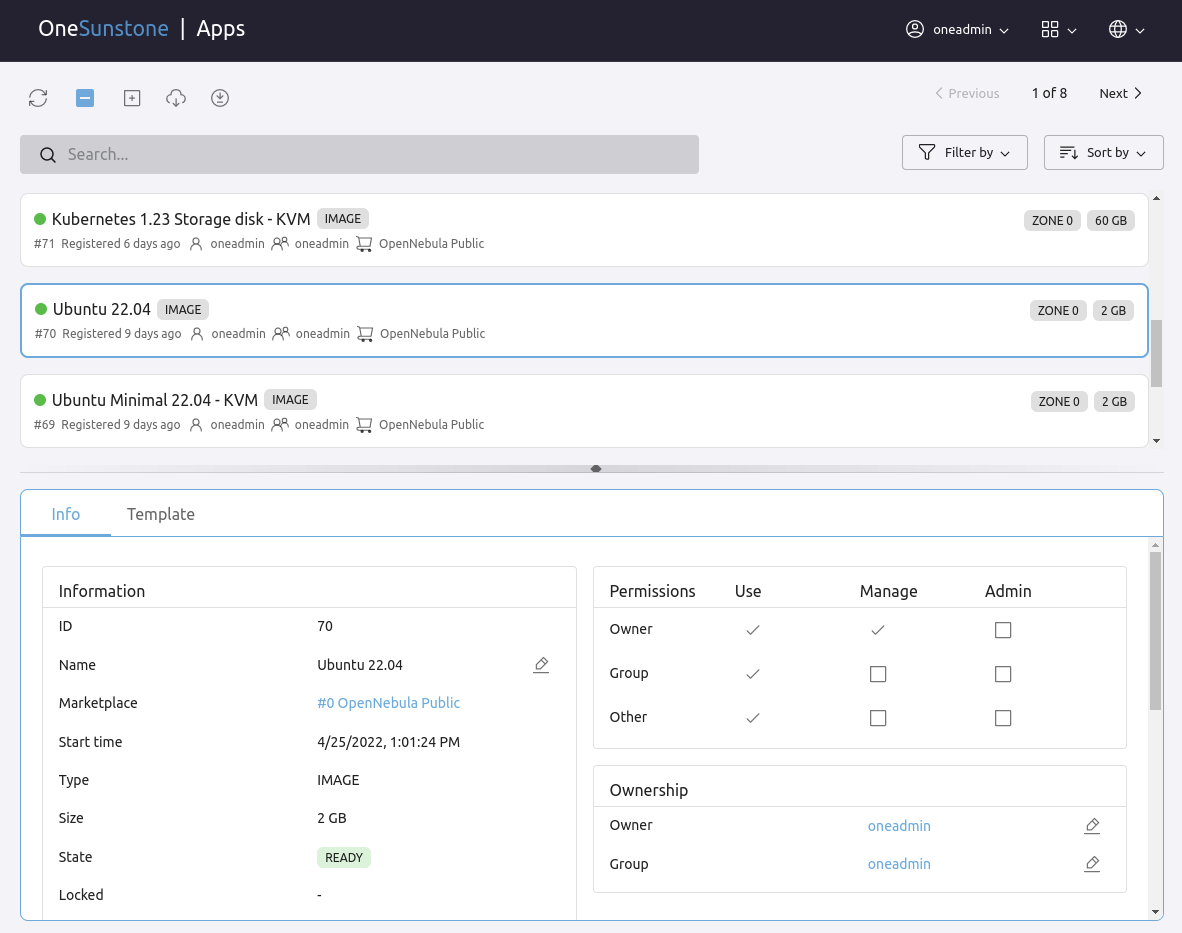 OneSunstone | Apps
oneadmin
Previous 1 of 8 Next
Search...
Filter by
Sort by
Kubernetes 1.23 Storage disk - KVM IMAGE
ZONE 0 60 GB
#71 Registered 6 days ago oneadmin oneadmin OpenNebula Public
Ubuntu 22.04 IMAGE
ZONE 0 2 GB
#70 Registered 9 days ago oneadmin oneadmin OpenNebula Public
Ubuntu Minimal 22.04 - KVM IMAGE
ZONE 0 2 GB
#69 Registered 9 days ago oneadmin oneadmin OpenNebula Public
Info Template
Information
ID 70
Name Ubuntu 22.04
Marketplace #0 OpenNebula Public
Start time 4/25/2022, 1:01:24 PM
Type IMAGE
Size 2 GB
State READY
Locked -
Permissions Use Manage Admin
Owner
Group
Other
Ownership
Owner oneadmin
Group oneadmin